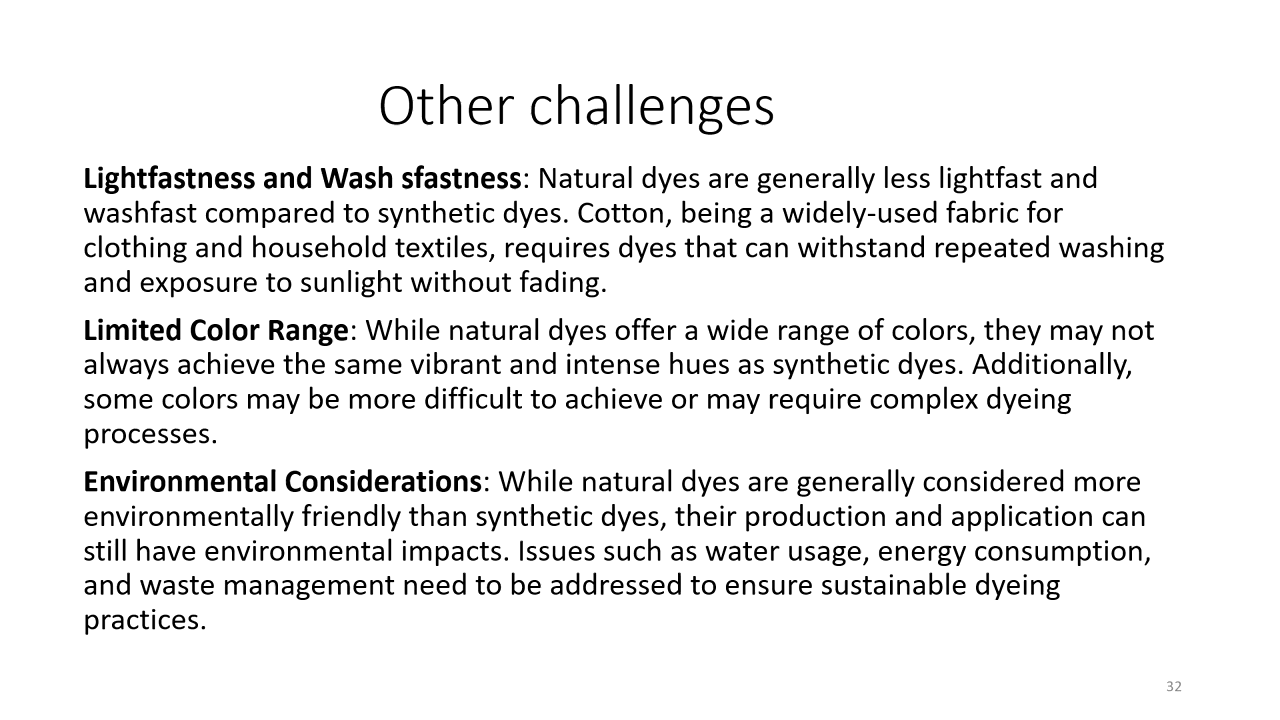 Other challenges
Lightfastness and Wash sfastness: Natural dyes are generally less lightfast and
washfast compared to synthetic dyes. Cotton, being a widely-used fabric for
clothing and household textiles, requires dyes that can withstand repeated washing
and exposure to sunlight without fading.
Limited Color Range: While natural dyes offer a wide range of colors, they may not
always achieve the same vibrant and intense hues as synthetic dyes. Additionally,
some colors may be more difficult to achieve or may require complex dyeing
processes.
Environmental Considerations: While natural dyes are generally considered more
environmentally friendly than synthetic dyes, their production and application can
still have environmental impacts. Issues such as water usage, energy consumption,
and waste management need to be addressed to ensure sustainable dyeing
practices.
32